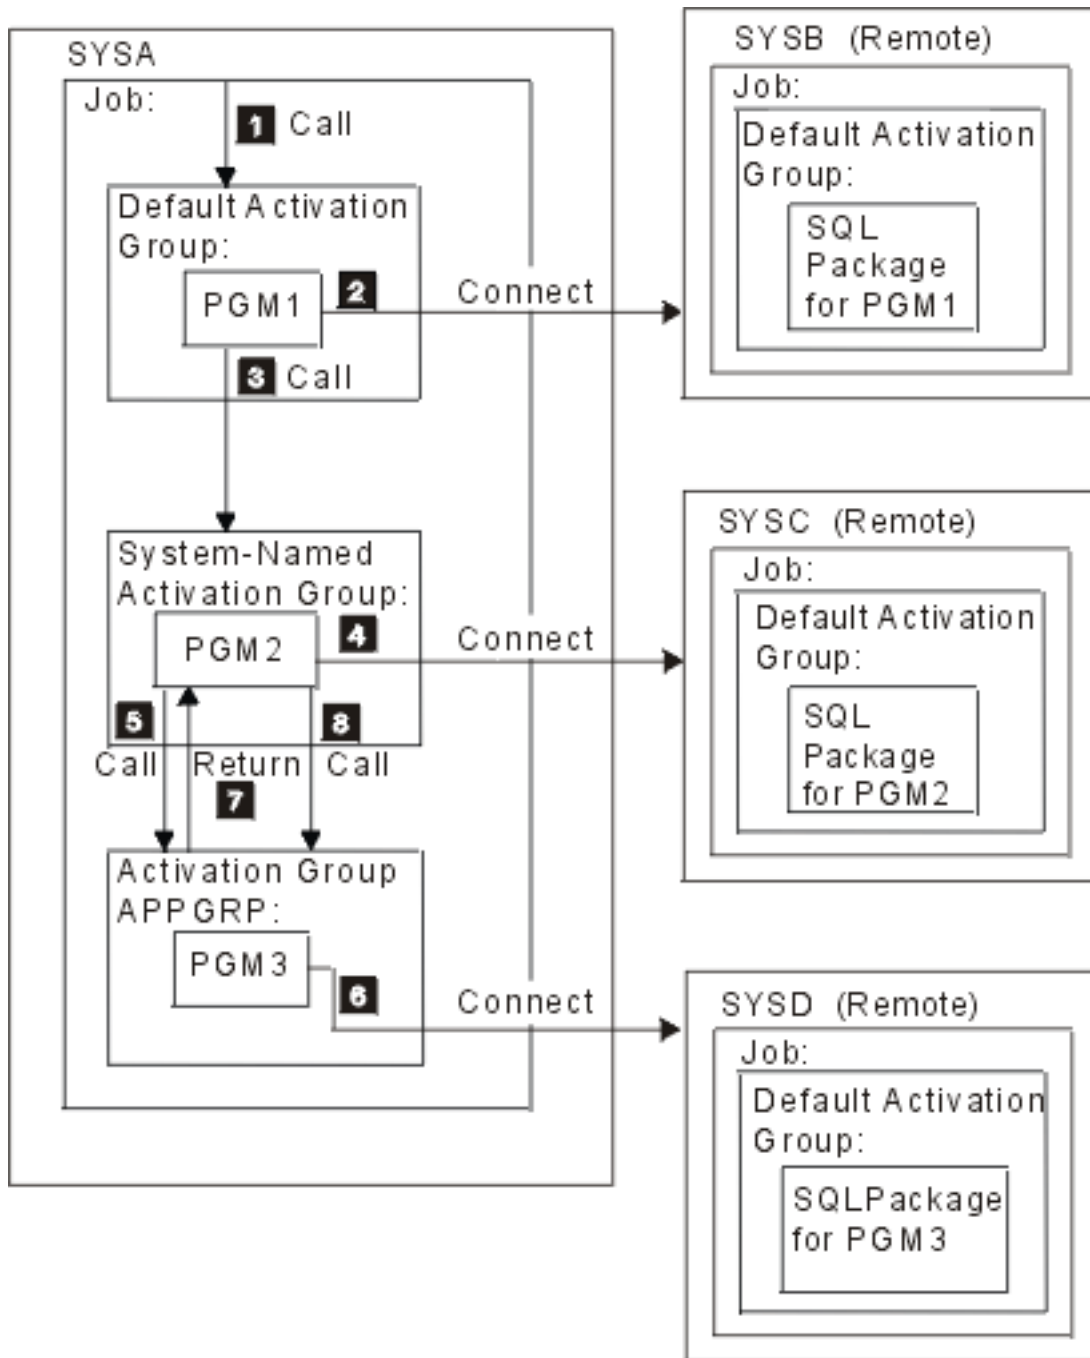 SYSA
Job:
1 Call
Default Activation
Group:
PGM1
2
Connect
3 Call
System-Named
Activation Group:
PGM2
4
Connect
5
8
Call
Return
Call
7
Activation Group
APPGRP:
PGM3
6
Connect
SYSB (Remote)
Job:
Default Activation
Group:
SQL
Package
for PGM1
SYSC (Remote)
Job:
Default Activation
Group:
SQL
Package
for PGM2
SYSD (Remote)
Job:
Default Activation
Group:
SQLPackage
for PGM3